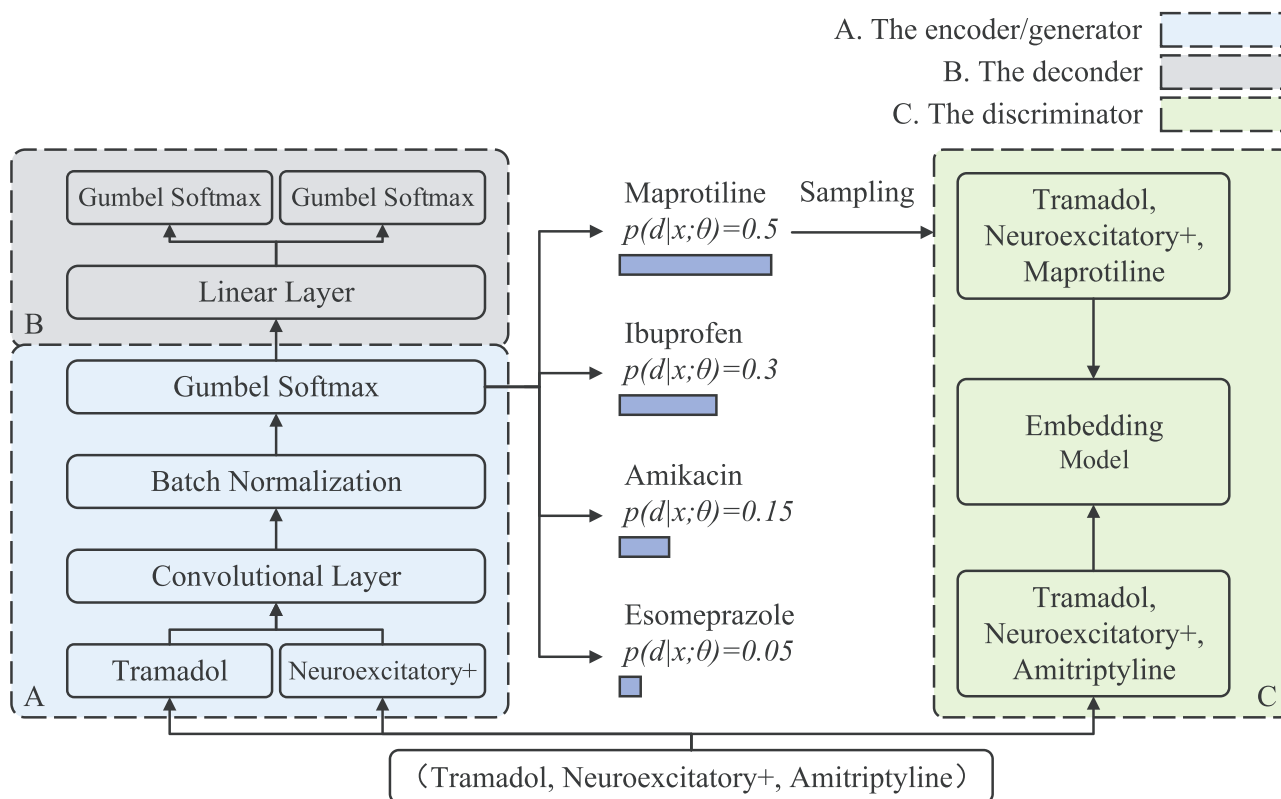 A. The encoder/generator
B. The deconder
C. The discriminator
Gumbel Softmax
Gumbel Softmax
Linear Layer
B
Gumbel Softmax
Batch Normalization
Convolutional Layer
Tramadol
Neuroexcitatory+
A
Maprotiline
p(d|x;θ)=0.5
Sampling
Ibuprofen
p(d|x;θ)=0.3
Amikacin
p(d|x;θ)=0.15
Esomeprazole
p(d|x;θ)=0.05
Tramadol,
Neuroexcitatory+,
Maprotiline
Embedding
Model
Tramadol,
Neuroexcitatory+,
Amitriptyline
C
（Tramadol, Neuroexcitatory+, Amitriptyline）